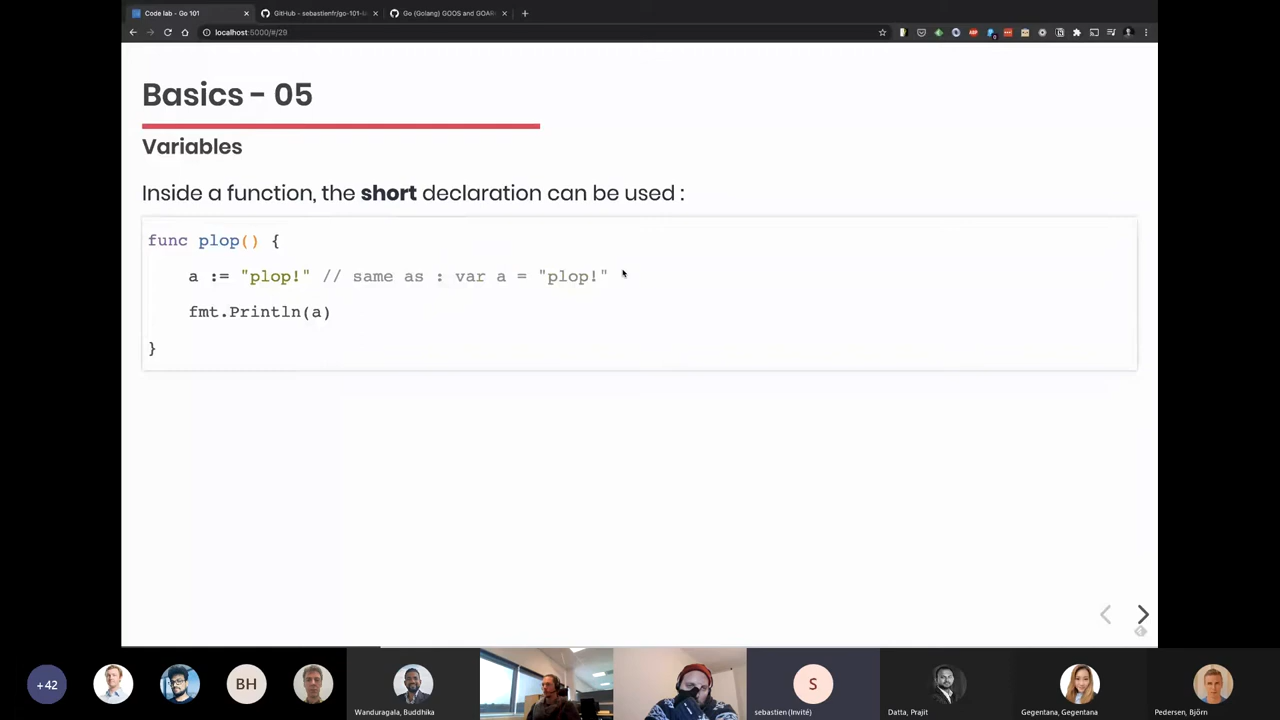 Code lab - Go 101
GitHub - sebastienfr/go-101-l
Go (Golang) GOOS and GOAR
localhost:5000/#/29
Basics - 05
Variables
Inside a function, the short declaration can be used :
func plop() {
a := "plop!" // same as : var a = "plop!"
fmt.Println(a)
}
+42
BH
S
Wanduragala, Buddhika
sebastien (Invité)
Datta, Prajit
Gegentana, Gegentana
Pedersen, Björn